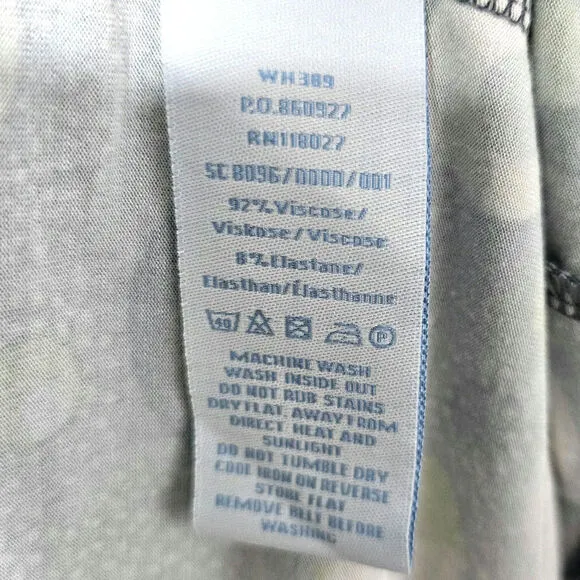 WH389
P.O.860927
RN118027
SC B096/0000/001
92% Viscose/
Viskose/Viscose
8% Elastane/
Elasthan/Élasthanne
40 P
MACHINE WASH
WASH INSIDE OUT
DO NOT RUB STAINS
DRY FLAT AWAY FROM
DIRECT HEAT AND
SUNLIGHT
DO NOT TUMBLE DRY
COOL IRON ON REVERSE
STORE FLAT
REMOVE BELT BEFORE
WASHING